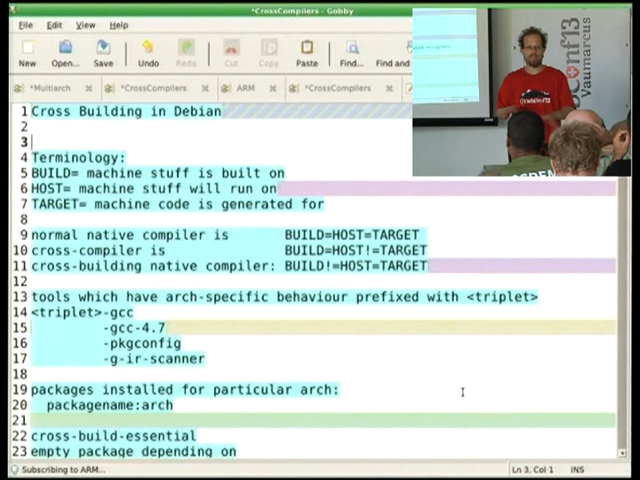 *CrossCompilers - Gobby
File Edit View Help
New Open... Save Undo Redo Cut Copy Paste Find... Find and
*Multiarch *CrossCompilers ARM *CrossCompilers
1 Cross Building in Debian
2
3
4 Terminology:
5 BUILD= machine stuff is built on
6 HOST= machine stuff will run on
7 TARGET= machine code is generated for
8
9 normal native compiler is BUILD=HOST=TARGET
10 cross-compiler is BUILD=HOST!=TARGET
11 cross-building native compiler: BUILD!=HOST=TARGET
12
13 tools which have arch-specific behaviour prefixed with <triplet>
14 <triplet>-gcc
15 -gcc-4.7
16 -pkgconfig
17 -g-ir-scanner
18
19 packages installed for particular arch:
20 packagename:arch
21
22 cross-build-essential
23 empty package depending on
Subscribing to ARM... Ln 3, Col 1 INS
conf13
Vaumarcus